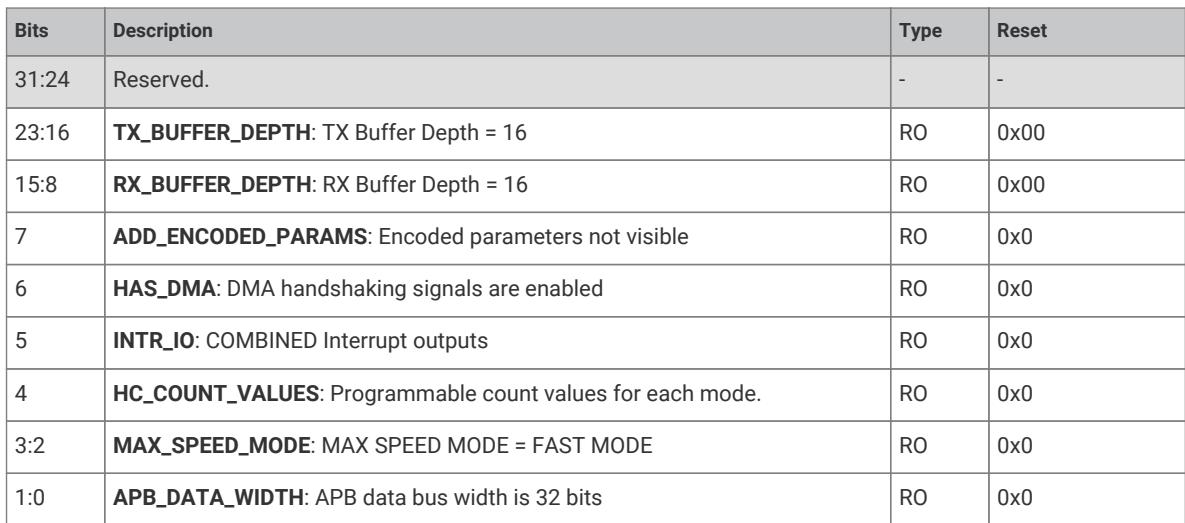 Bits Description Type Reset
31:24 Reserved. - -
23:16 TX_BUFFER_DEPTH: TX Buffer Depth = 16 RO 0x00
15:8 RX_BUFFER_DEPTH: RX Buffer Depth = 16 RO 0x00
7 ADD_ENCODED_PARAMS: Encoded parameters not visible RO 0x0
6 HAS_DMA: DMA handshaking signals are enabled RO 0x0
5 INTR_IO: COMBINED Interrupt outputs RO 0x0
4 HC_COUNT_VALUES: Programmable count values for each mode. RO 0x0
3:2 MAX_SPEED_MODE: MAX SPEED MODE = FAST MODE RO 0x0
1:0 APB_DATA_WIDTH: APB data bus width is 32 bits RO 0x0